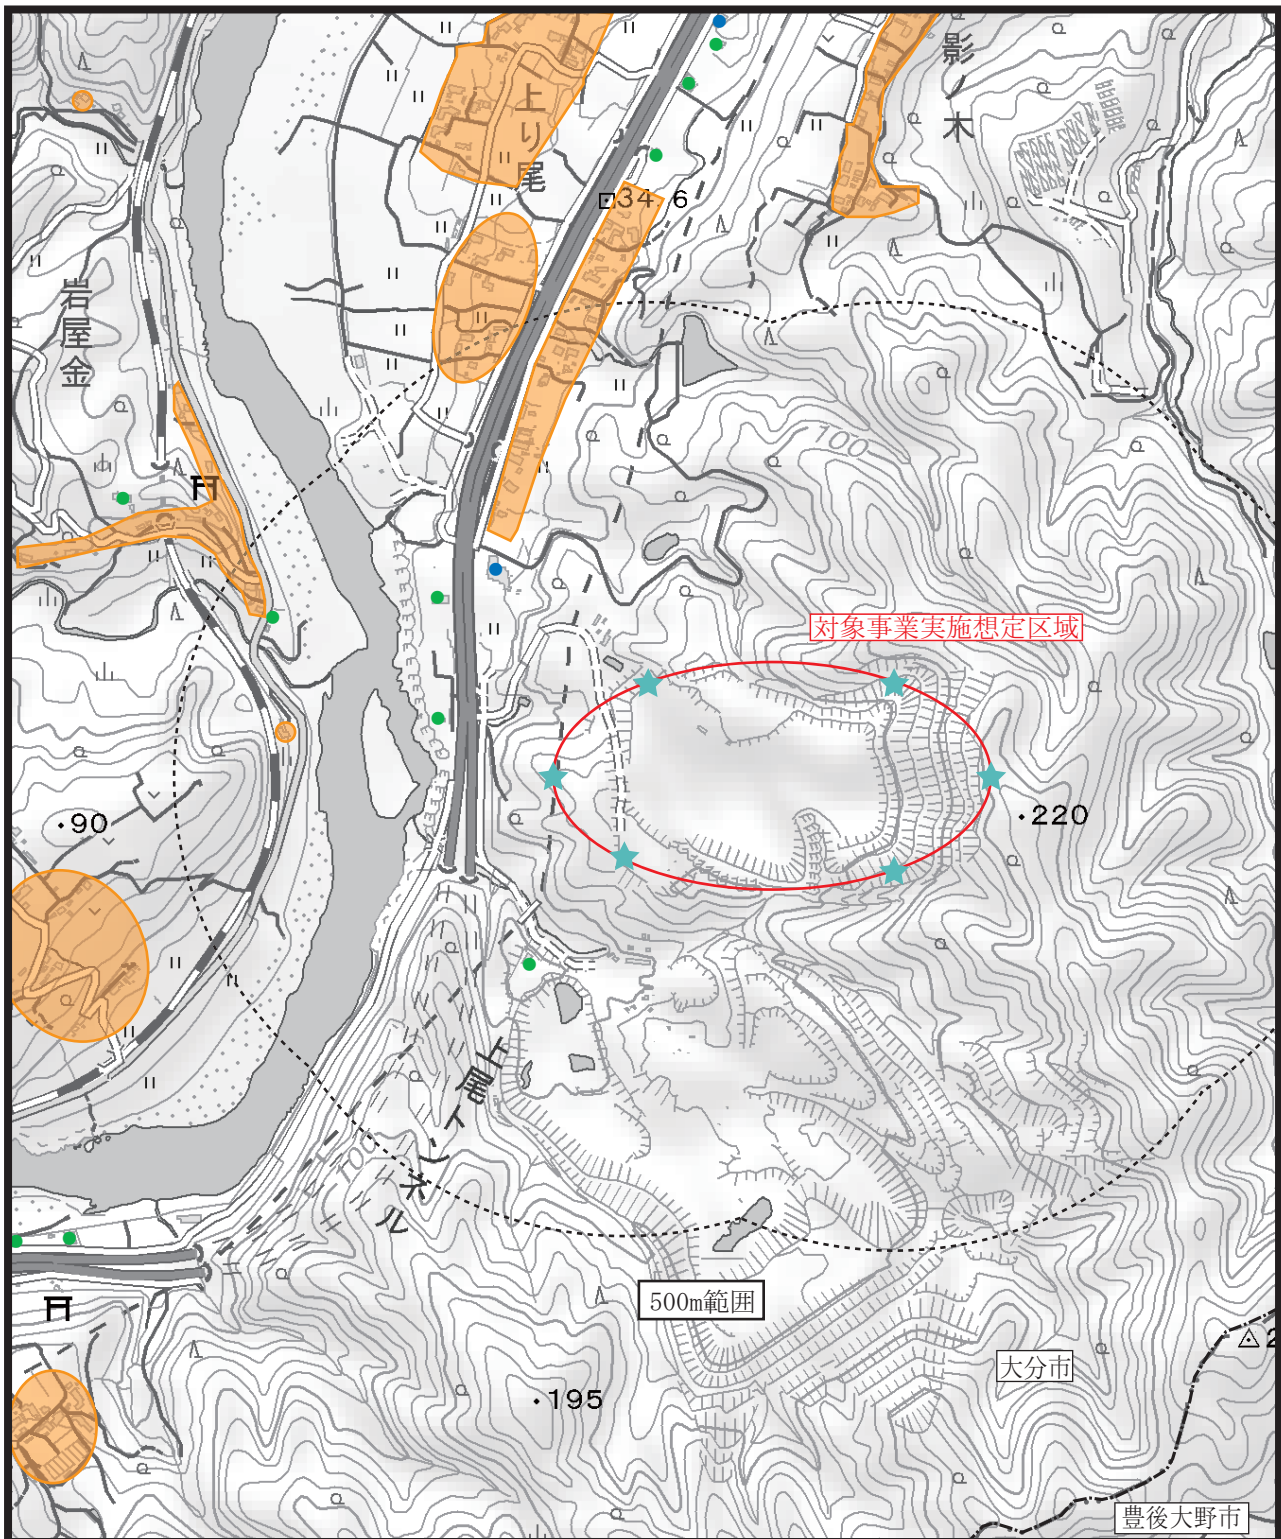 影ノ木
上り尾
34.6
岩屋金
100
対象事業実施想定区域
220
90
上尾トンネル
100
500m範囲
大分市
2
195
豊後大野市